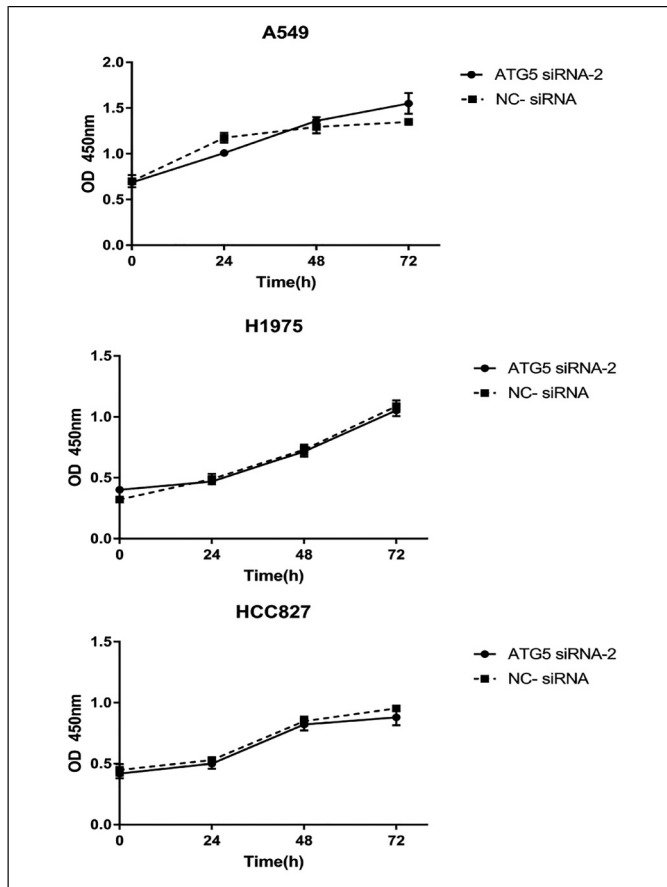 A549
2.0
1.5
1.0
0.5
0.0
OD 450nm
0 24 48 72
Time(h)
ATG5 siRNA-2
NC- siRNA
H1975
1.5
1.0
0.5
0.0
OD 450nm
0 24 48 72
Time(h)
ATG5 siRNA-2
NC- siRNA
HCC827
1.5
1.0
0.5
0.0
OD 450nm
0 24 48 72
Time(h)
ATG5 siRNA-2
NC- siRNA